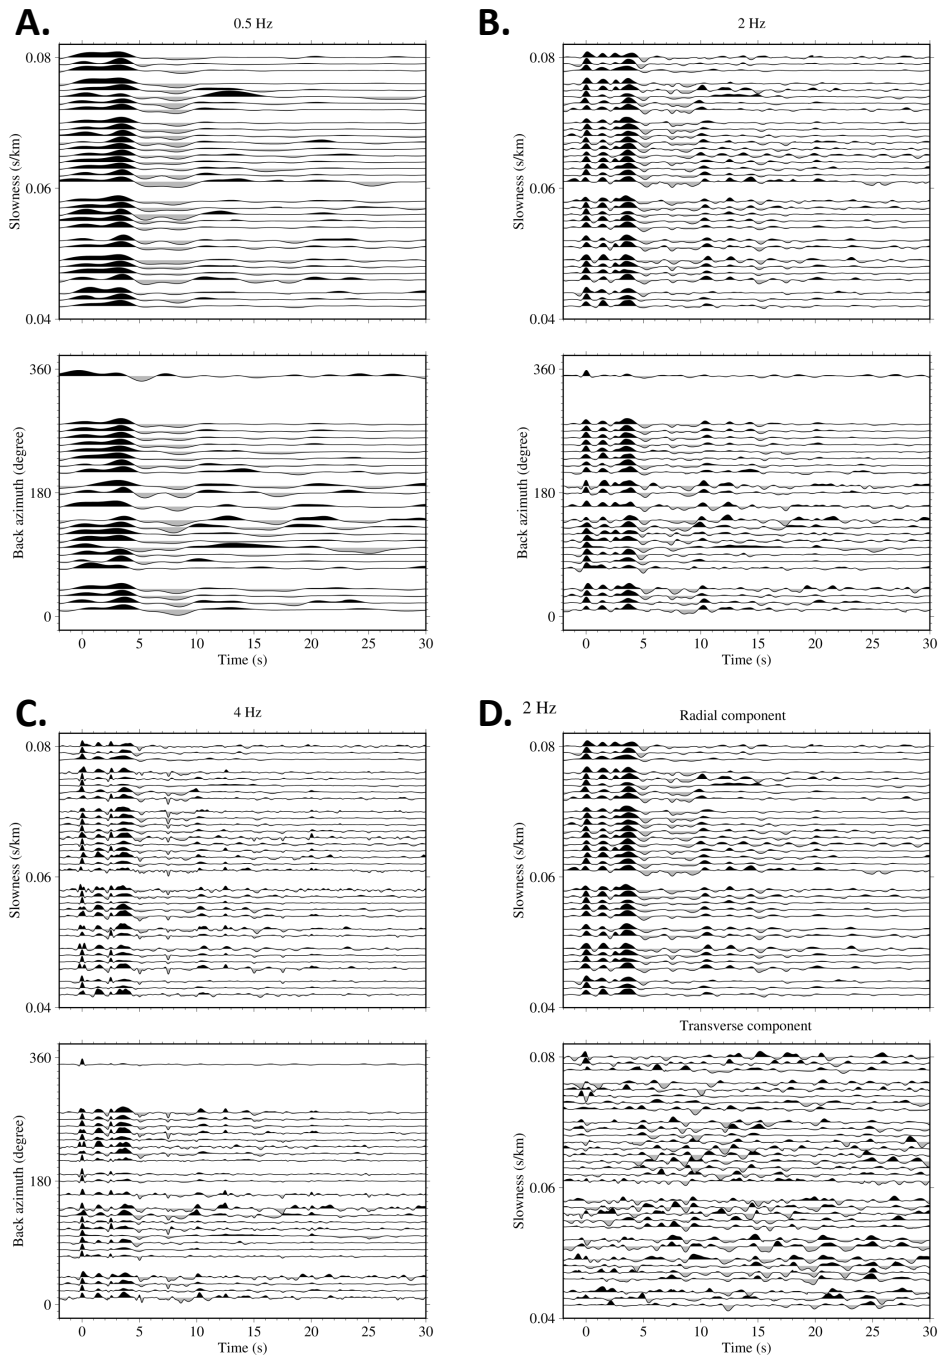 A.
0.5 Hz
B.
2 Hz
0.08
0.06
0.04
Slowness (s/km)
0.08
0.06
0.04
Slowness (s/km)
360
180
0
Back azimuth (degree)
0 5 10 15 20 25 30
Time (s)
360
180
0
Back azimuth (degree)
0 5 10 15 20 25 30
Time (s)
C.
4 Hz
D.
2 Hz
Radial component
0.08
0.06
0.04
Slowness (s/km)
0.08
0.06
0.04
Slowness (s/km)
360
180
0
Back azimuth (degree)
0 5 10 15 20 25 30
Time (s)
Transverse component
0.08
0.06
0.04
Slowness (s/km)
0 5 10 15 20 25 30
Time (s)